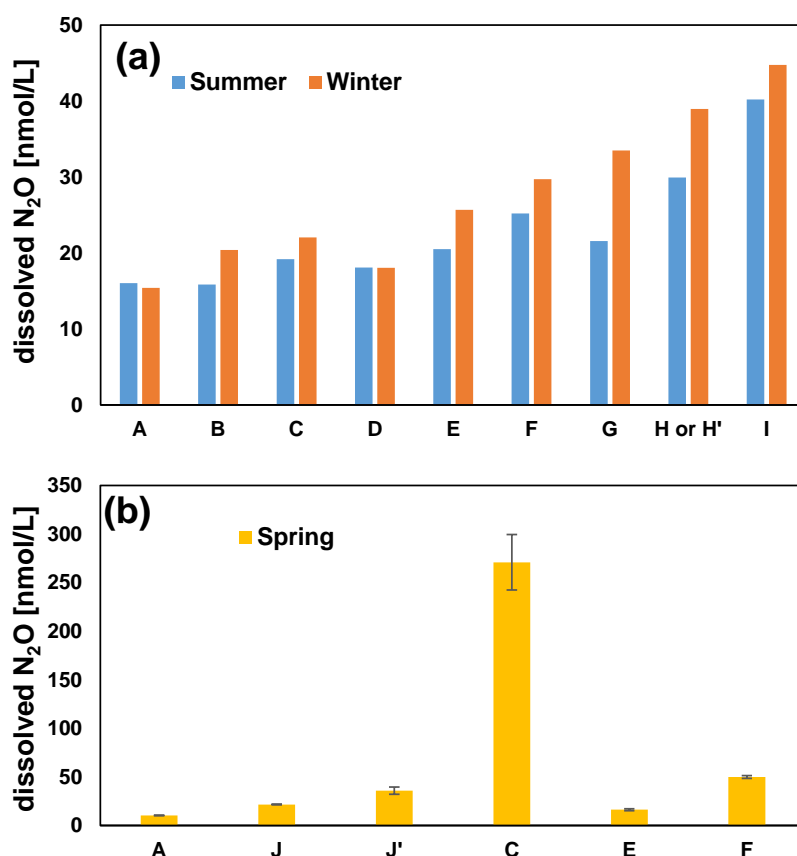 (a)
Summer Winter
dissolved N₂O [nmol/L]
50
40
30
20
10
0
A B C D E F G H or H' I
(b)
Spring
dissolved N₂O [nmol/L]
350
300
250
200
150
100
50
0
A J J' C E F